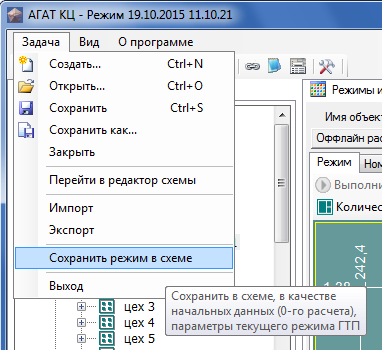 АГАТ КЦ - Режим 19.10.2015 11.10.21
Задача Вид О программе
Создать... Ctrl+N
Открыть... Ctrl+O
Сохранить Ctrl+S
Сохранить как...
Закрыть
Перейти в редактор схемы
Импорт
Экспорт
Сохранить режим в схеме
Выход
Сохранить в схеме, в качестве
начальных данных (0-го расчета),
параметры текущего режима ГТП
цех 3
цех 4
цех 5
Режимы и
Имя объек
Оффлайн рас
Режим Ном
Выполни
Количес
242,4